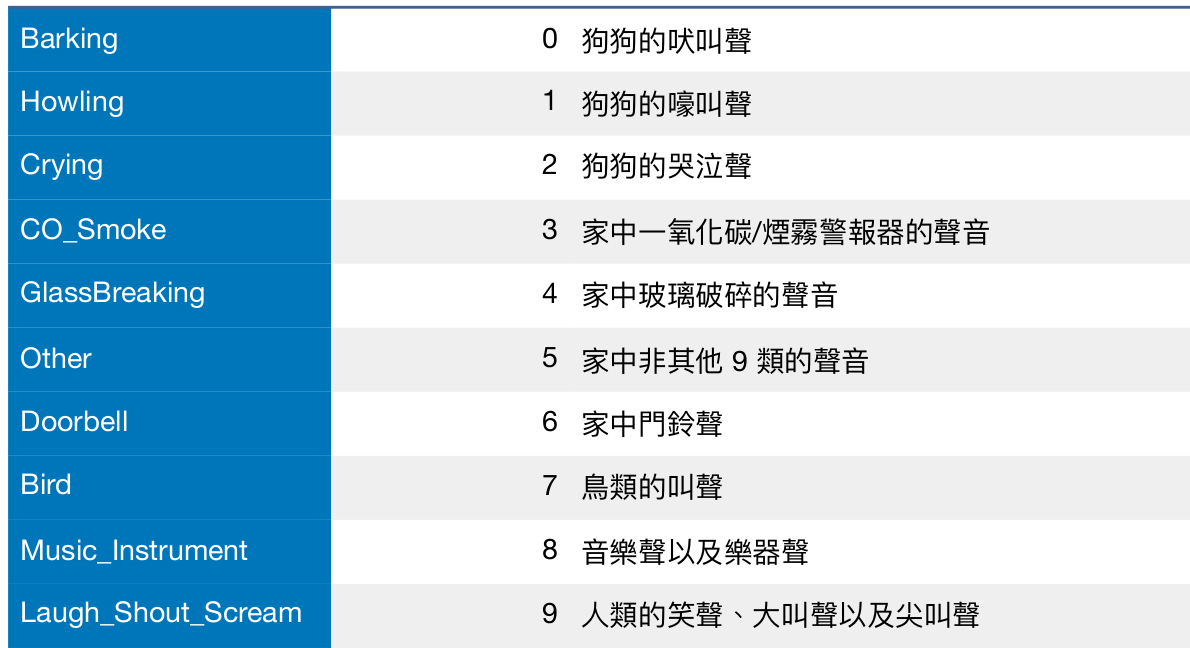 Barking 0 狗狗的吠叫聲
Howling 1 狗狗的嚎叫聲
Crying 2 狗狗的哭泣聲
CO_Smoke 3 家中一氧化碳/煙霧警報器的聲音
GlassBreaking 4 家中玻璃破碎的聲音
Other 5 家中非其他 9 類的聲音
Doorbell 6 家中門鈴聲
Bird 7 鳥類的叫聲
Music_Instrument 8 音樂聲以及樂器聲
Laugh_Shout_Scream 9 人類的笑聲、大叫聲以及尖叫聲